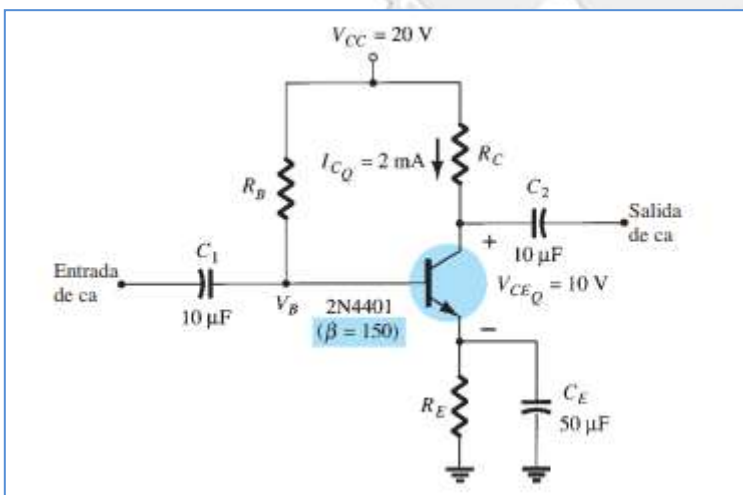 V_CC = 20 V
R_B
I_CQ = 2 mA
R_C
C_2
10 µF
Salida
de ca
+
V_CEQ = 10 V
–
Entrada
de ca
C_1
10 µF
V_B
2N4401
(β = 150)
R_E
C_E
50 µF